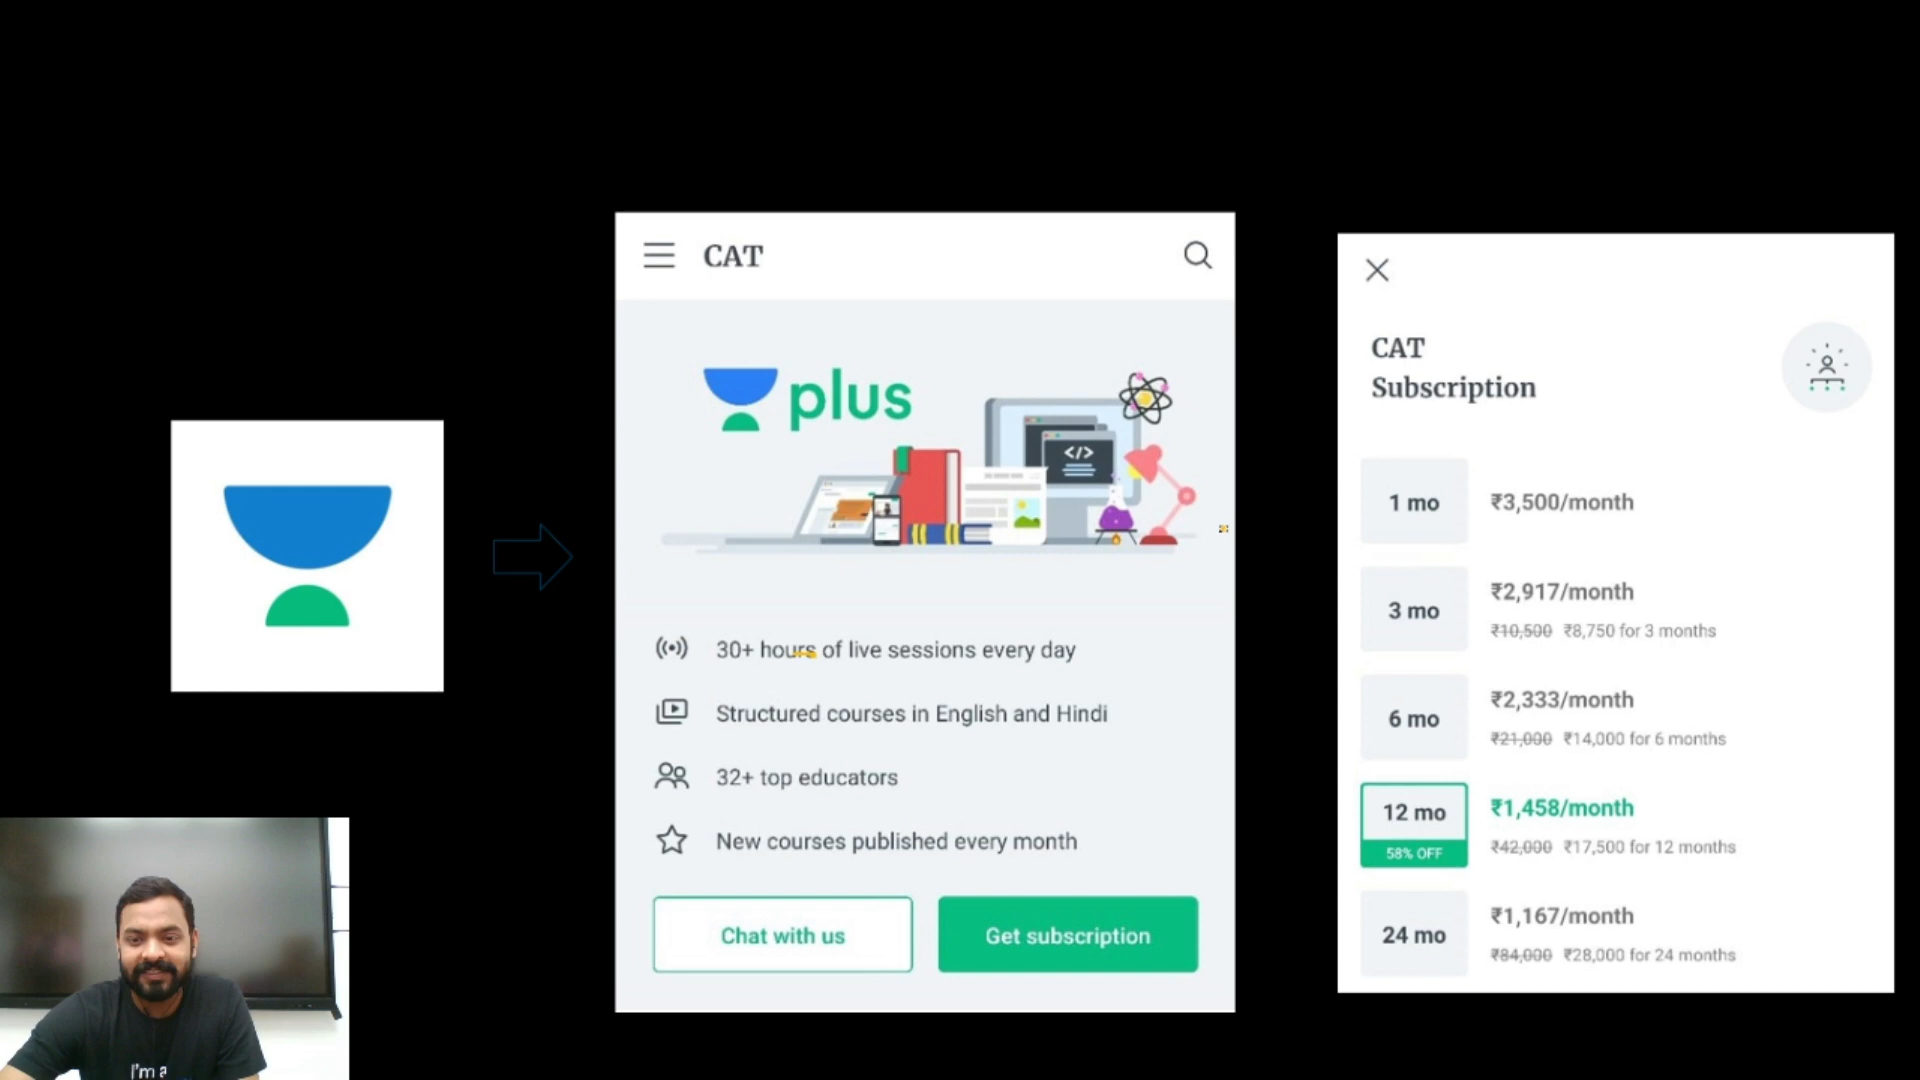 CAT
plus
</>
30+ hours of live sessions every day
Structured courses in English and Hindi
32+ top educators
New courses published every month
Chat with us
Get subscription
CAT
Subscription
1 mo
₹3,500/month
3 mo
₹2,917/month
₹10,500 ₹8,750 for 3 months
6 mo
₹2,333/month
₹21,000 ₹14,000 for 6 months
12 mo
58% OFF
₹1,458/month
₹42,000 ₹17,500 for 12 months
24 mo
₹1,167/month
₹84,000 ₹28,000 for 24 months
I'm a